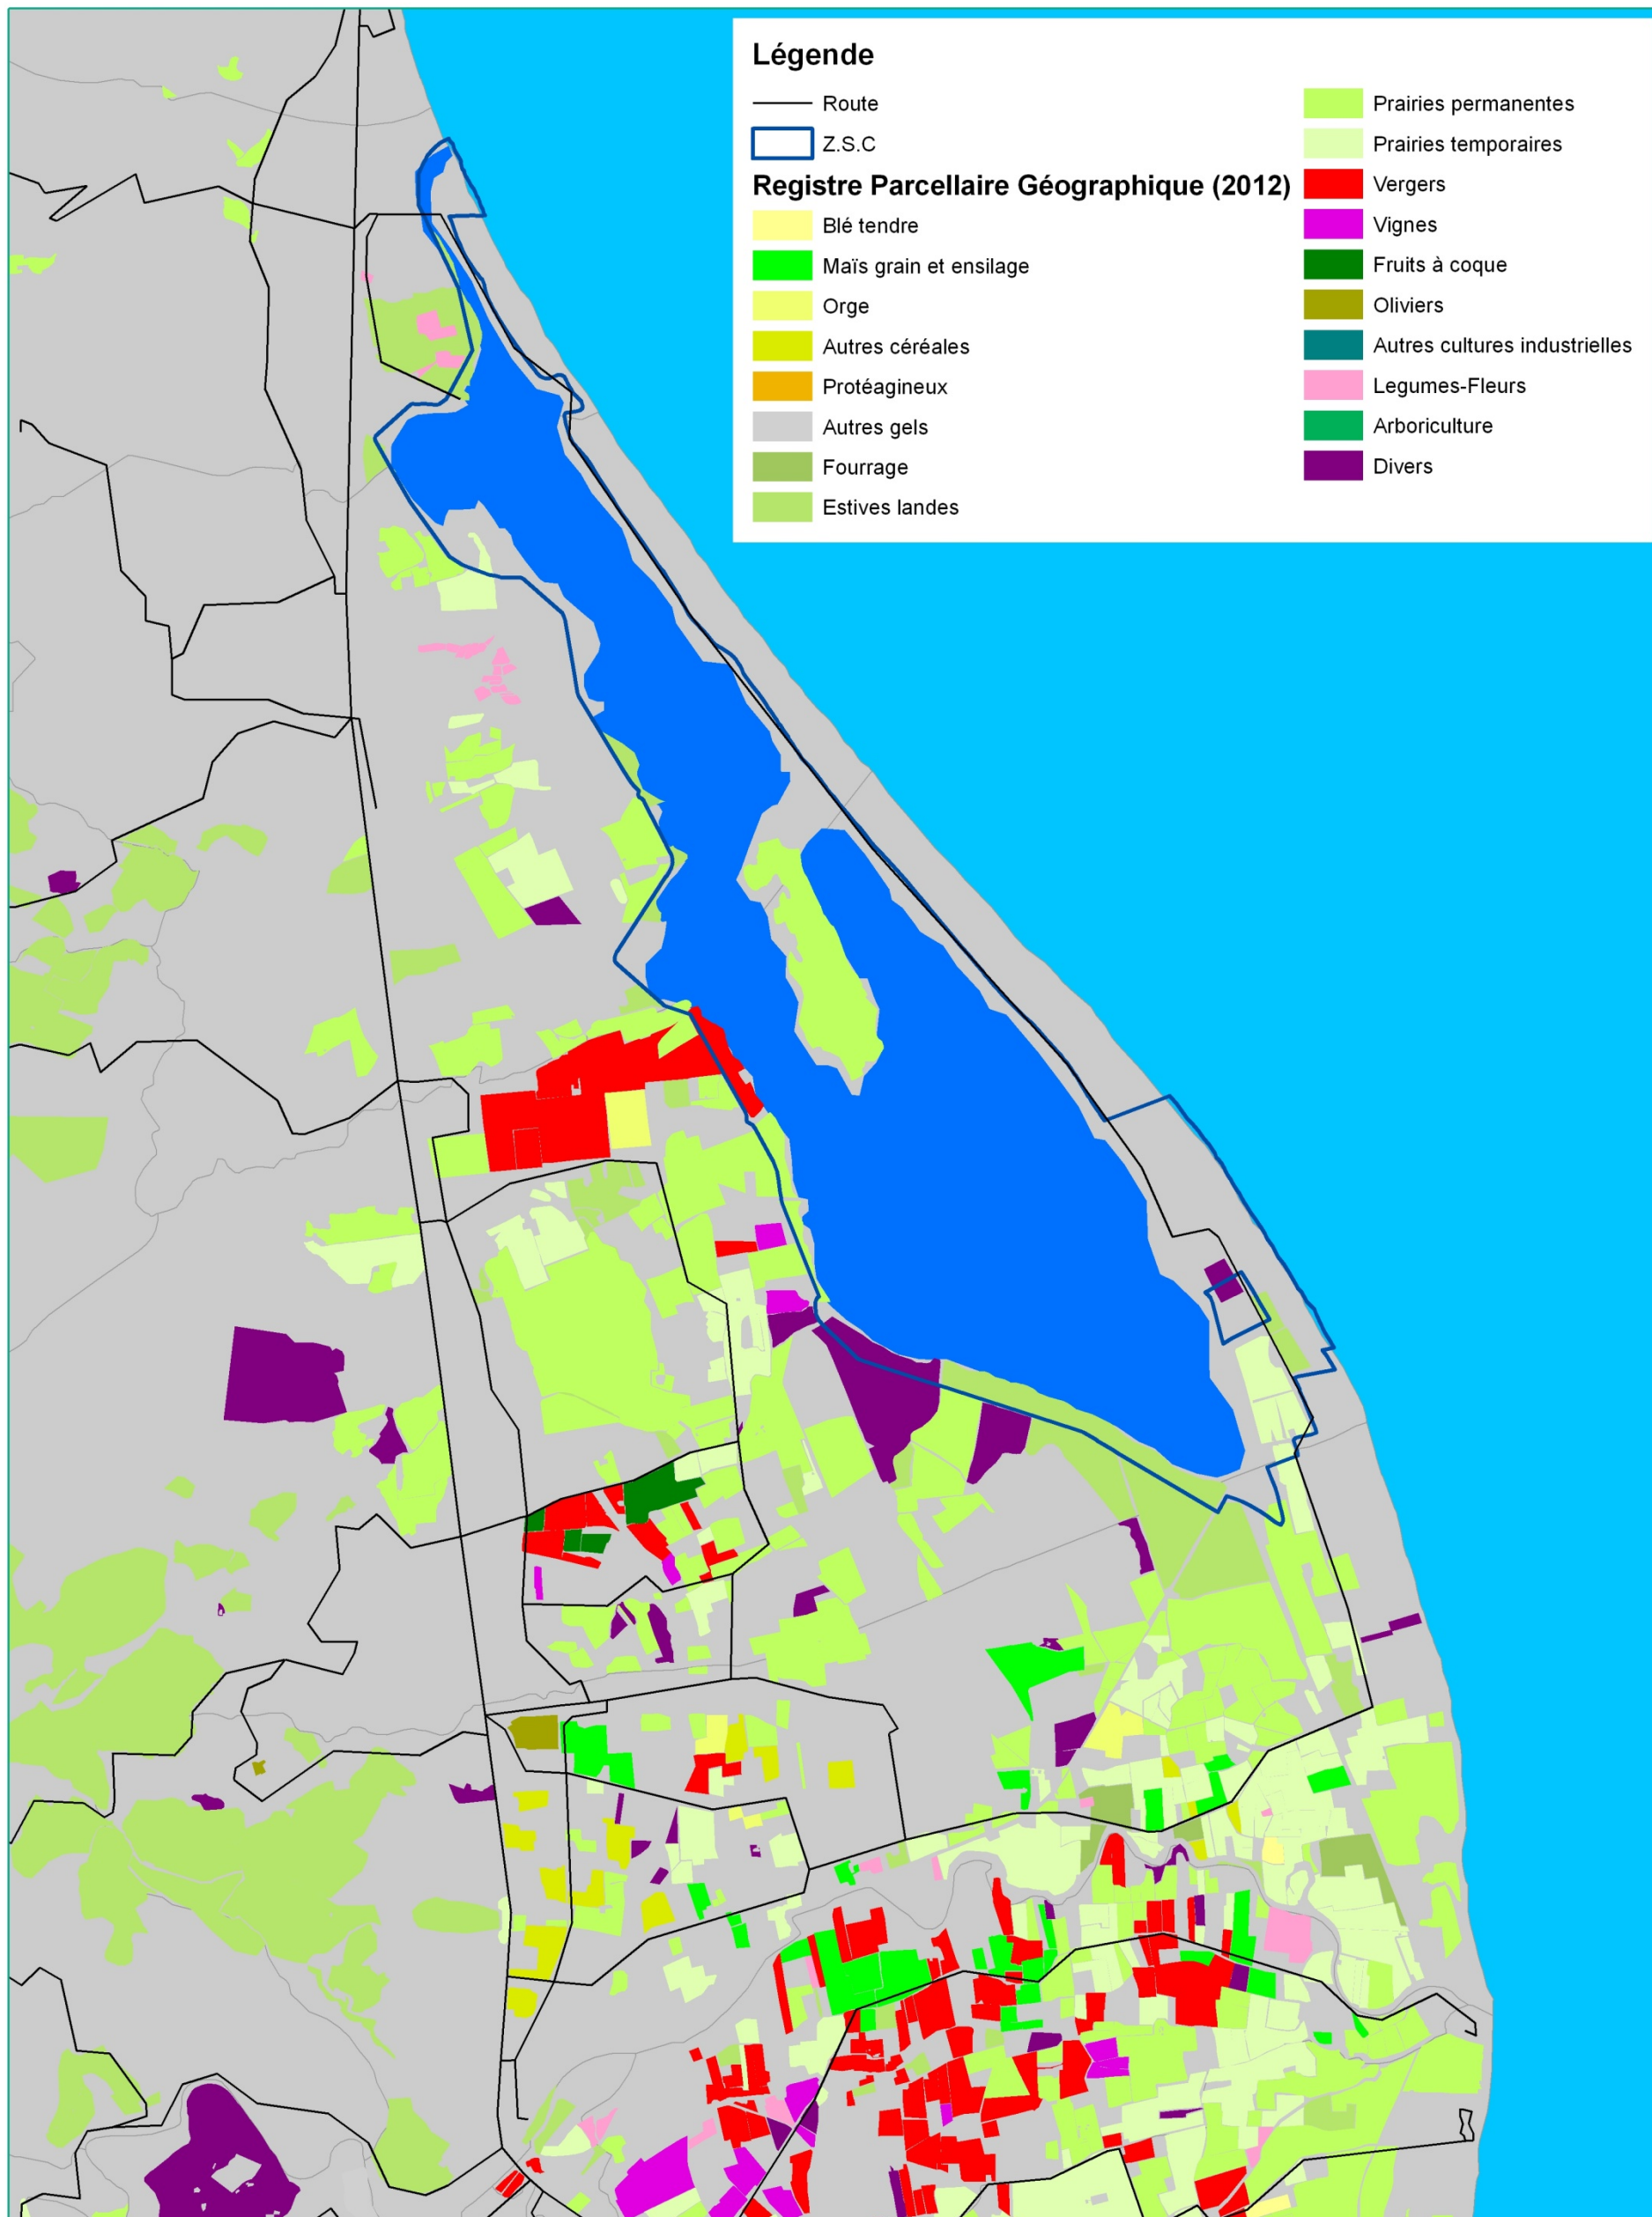 Légende
Route
Z.S.C
Registre Parcellaire Géographique (2012)
Blé tendre
Maïs grain et ensilage
Orge
Autres céréales
Protéagineux
Autres gels
Fourrage
Estives landes
Prairies permanentes
Prairies temporaires
Vergers
Vignes
Fruits à coque
Oliviers
Autres cultures industrielles
Legumes-Fleurs
Arboriculture
Divers